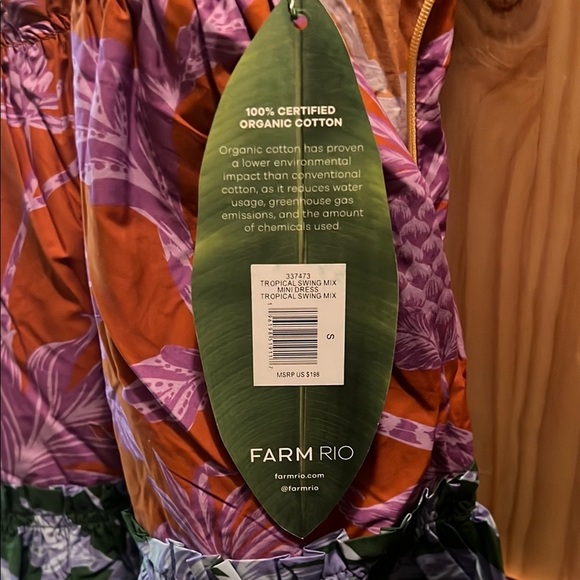 100% CERTIFIED
ORGANIC COTTON
Organic cotton has proven
a lower environmental
impact than conventional
cotton, as it reduces water
usage, greenhouse gas
emissions, and the amount
of chemicals used.
337473
TROPICAL SWING MIX
MINI DRESS
TROPICAL SWING MIX
S
MSRP US $198
FARM RIO
farmrio.com
@farmrio